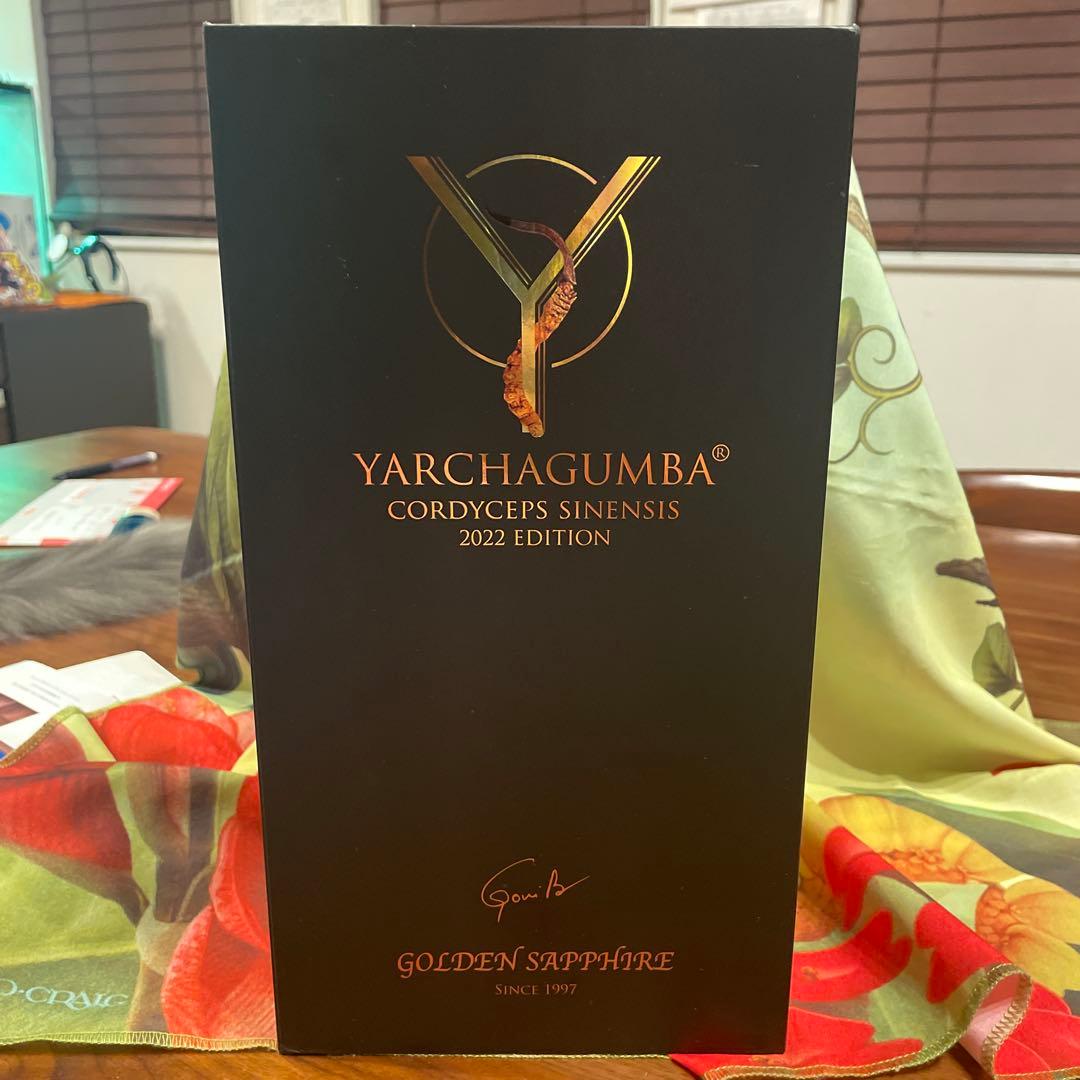 YARCHAGUMBA®
CORDYCEPS SINENSIS
2022 EDITION
GOLDEN SAPPHIRE
SINCE 1997